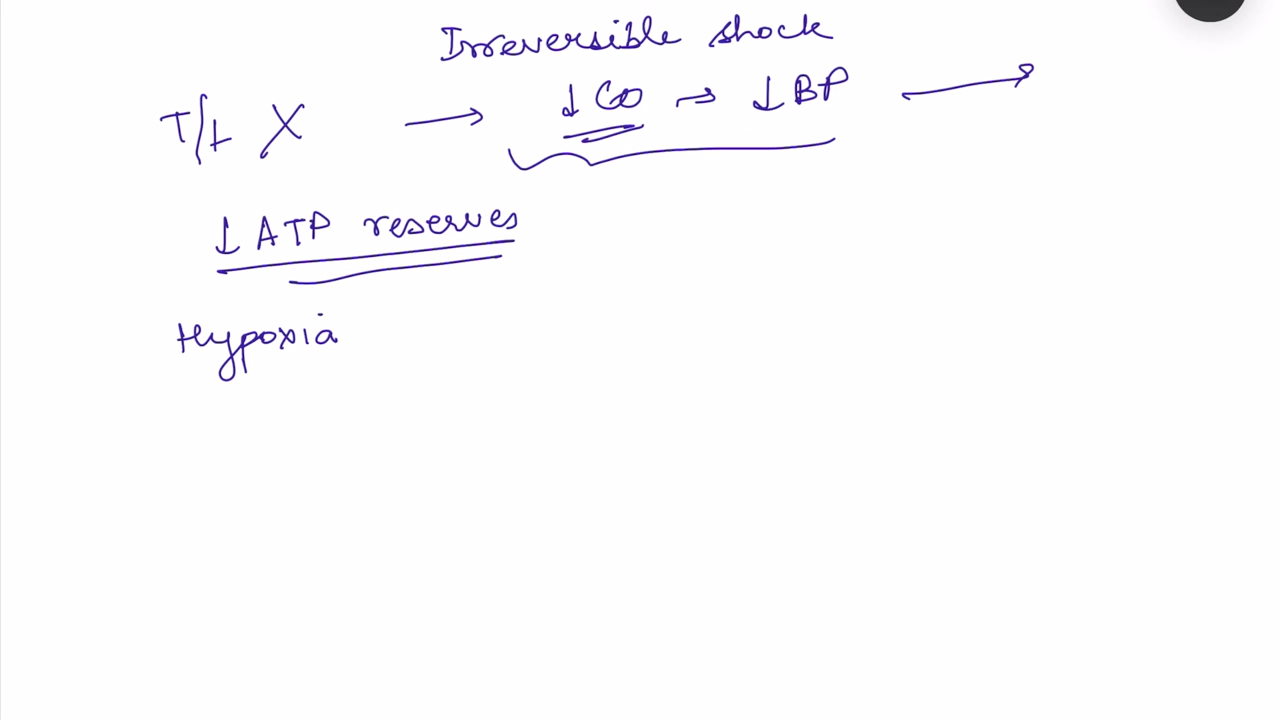 Irreversible shock
T/t X → ↓ CO → ↓ BP →
↓ ATP reserves
Hypoxia